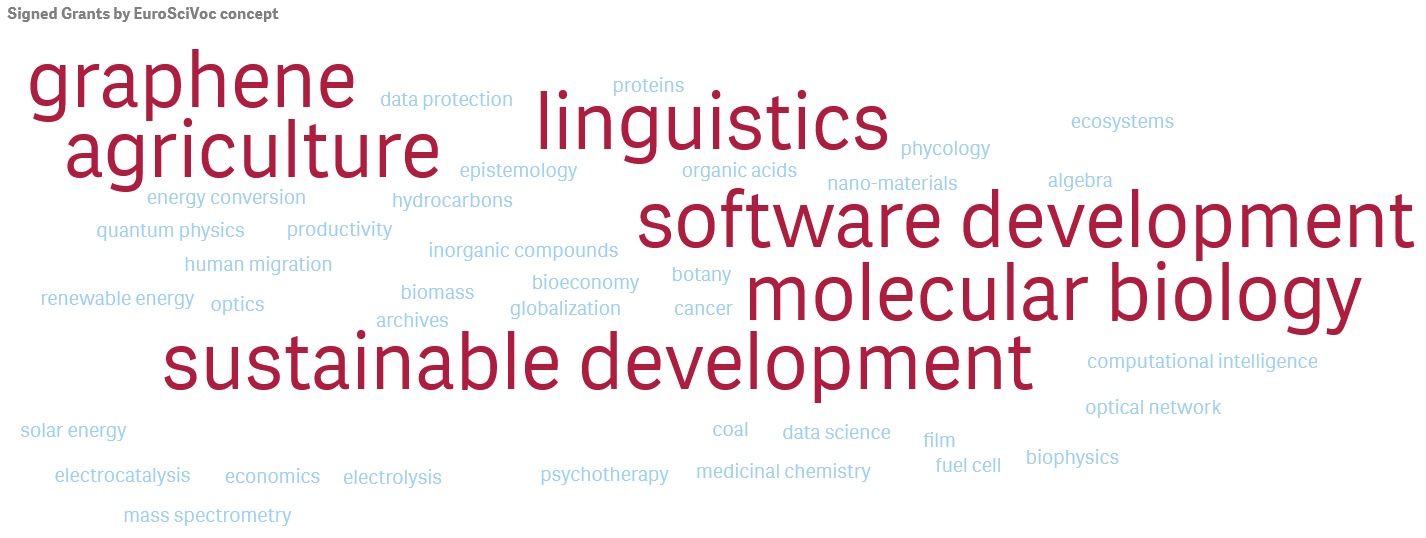 Signed Grants by EuroSciVoc concept
graphene
data protection
proteins
linguistics
ecosystems
agriculture
phycology
epistemology
organic acids
nano-materials
algebra
energy conversion
hydrocarbons
software development
quantum physics
productivity
inorganic compounds
human migration
bioeconomy
botany
molecular biology
renewable energy
optics
biomass
globalization
cancer
archives
sustainable development
computational intelligence
optical network
solar energy
coal
data science
film
biophysics
fuel cell
electrocatalysis
economics
electrolysis
psychotherapy
medicinal chemistry
mass spectrometry